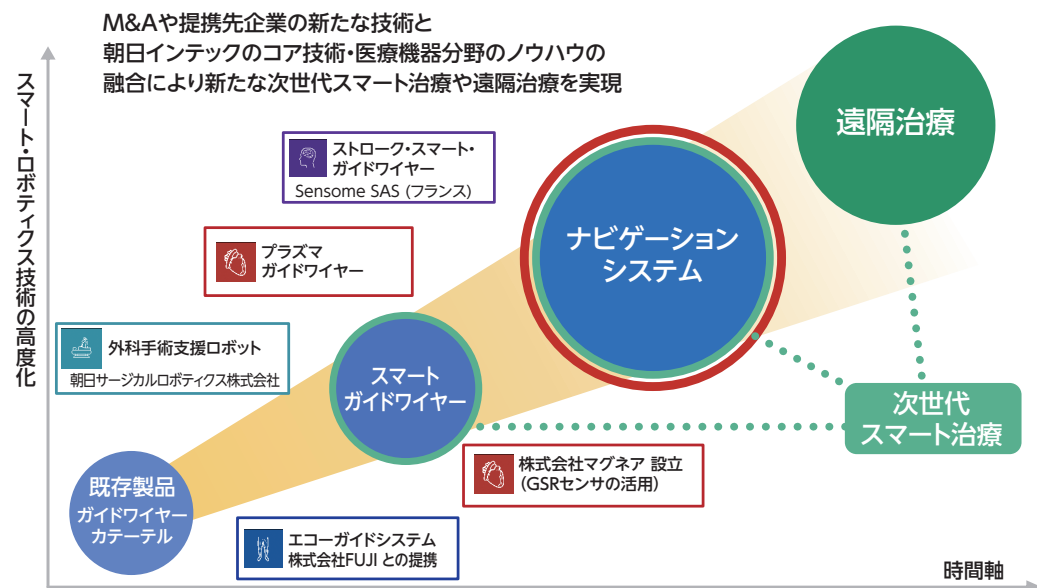 M&Aや提携先企業の新たな技術と
朝日インテックのコア技術・医療機器分野のノウハウの
融合により新たな次世代スマート治療や遠隔治療を実現
スマート・ロボティクス技術の高度化
遠隔治療
ストローク・スマート・
ガイドワイヤー
Sensome SAS (フランス)
ナビゲーション
システム
プラズマ
ガイドワイヤー
外科手術支援ロボット
朝日サージカルロボティクス株式会社
スマート
ガイドワイヤー
次世代
スマート治療
株式会社マグネア 設立
(GSRセンサの活用)
既存製品
ガイドワイヤー
カテーテル
エコーガイドシステム
株式会社FUJI との提携
時間軸